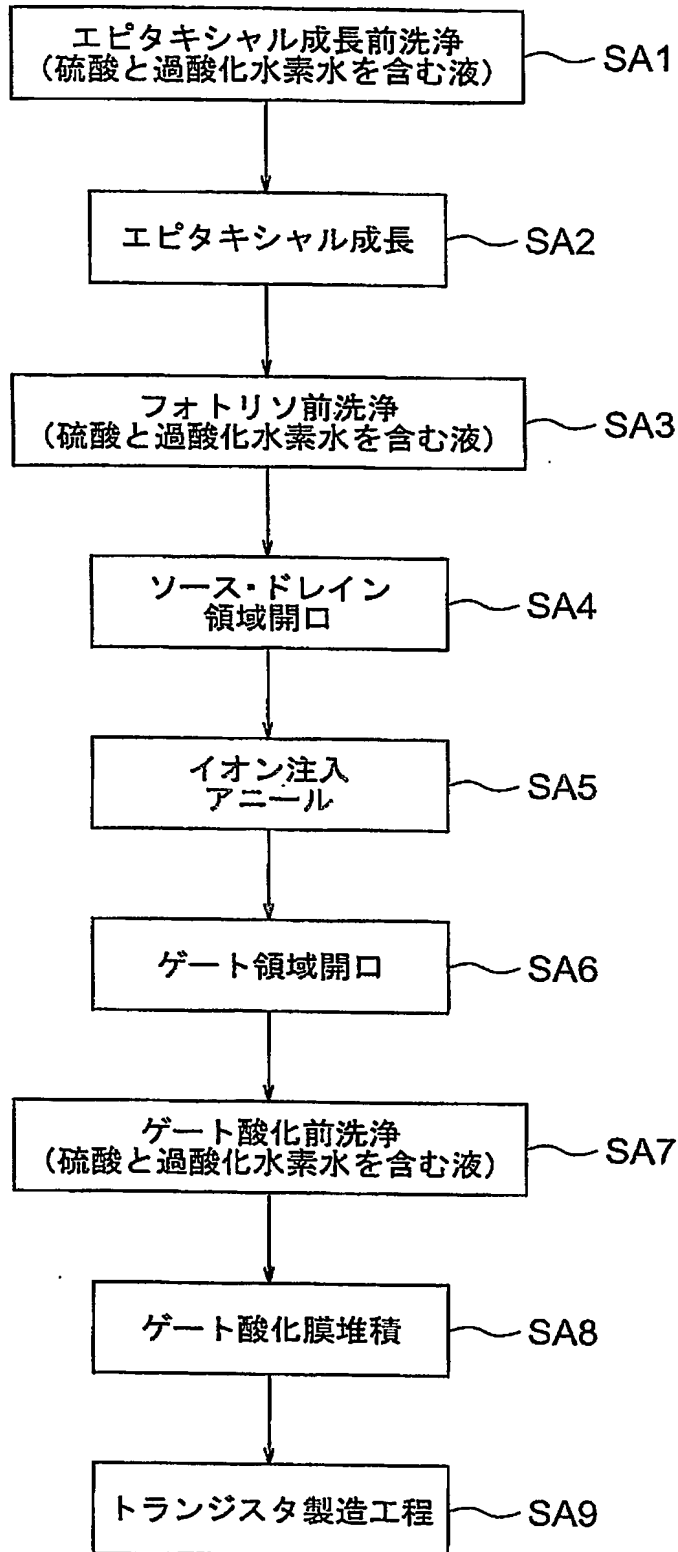 エピタキシャル成長前洗浄
（硫酸と過酸化水素水を含む液）
SA1
エピタキシャル成長
SA2
フォトリソ前洗浄
（硫酸と過酸化水素水を含む液）
SA3
ソース・ドレイン
領域開口
SA4
イオン注入
アニール
SA5
ゲート領域開口
SA6
ゲート酸化前洗浄
（硫酸と過酸化水素水を含む液）
SA7
ゲート酸化膜堆積
SA8
トランジスタ製造工程
SA9